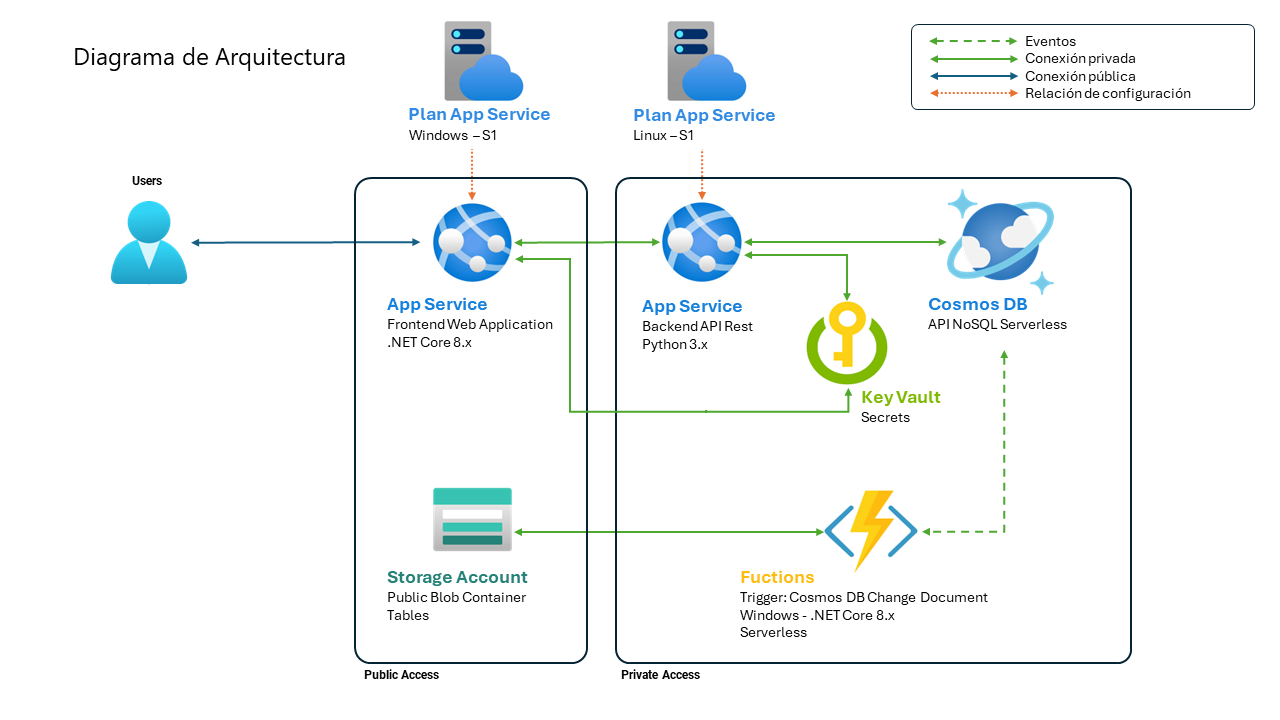 Diagrama de Arquitectura
Plan App Service
Windows – S1
Plan App Service
Linux – S1
Eventos
Conexión privada
Conexión pública
Relación de configuración
Users
App Service
Frontend Web Application
.NET Core 8.x
App Service
Backend API Rest
Python 3.x
Cosmos DB
API NoSQL Serverless
Key Vault
Secrets
Storage Account
Public Blob Container
Tables
Fuctions
Trigger: Cosmos DB Change Document
Windows - .NET Core 8.x
Serverless
Public Access
Private Access